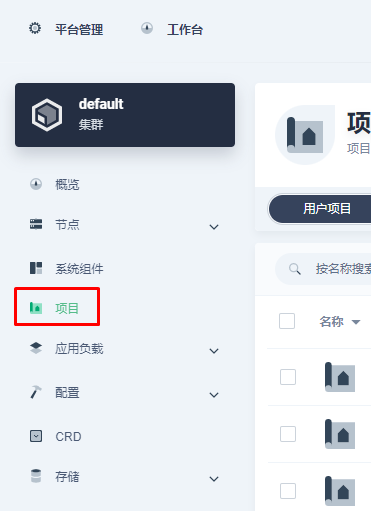 平台管理
工作台
default
集群
概览
节点
系统组件
项目
应用负载
配置
CRD
存储
项
项目
用户项目
按名称搜索
名称